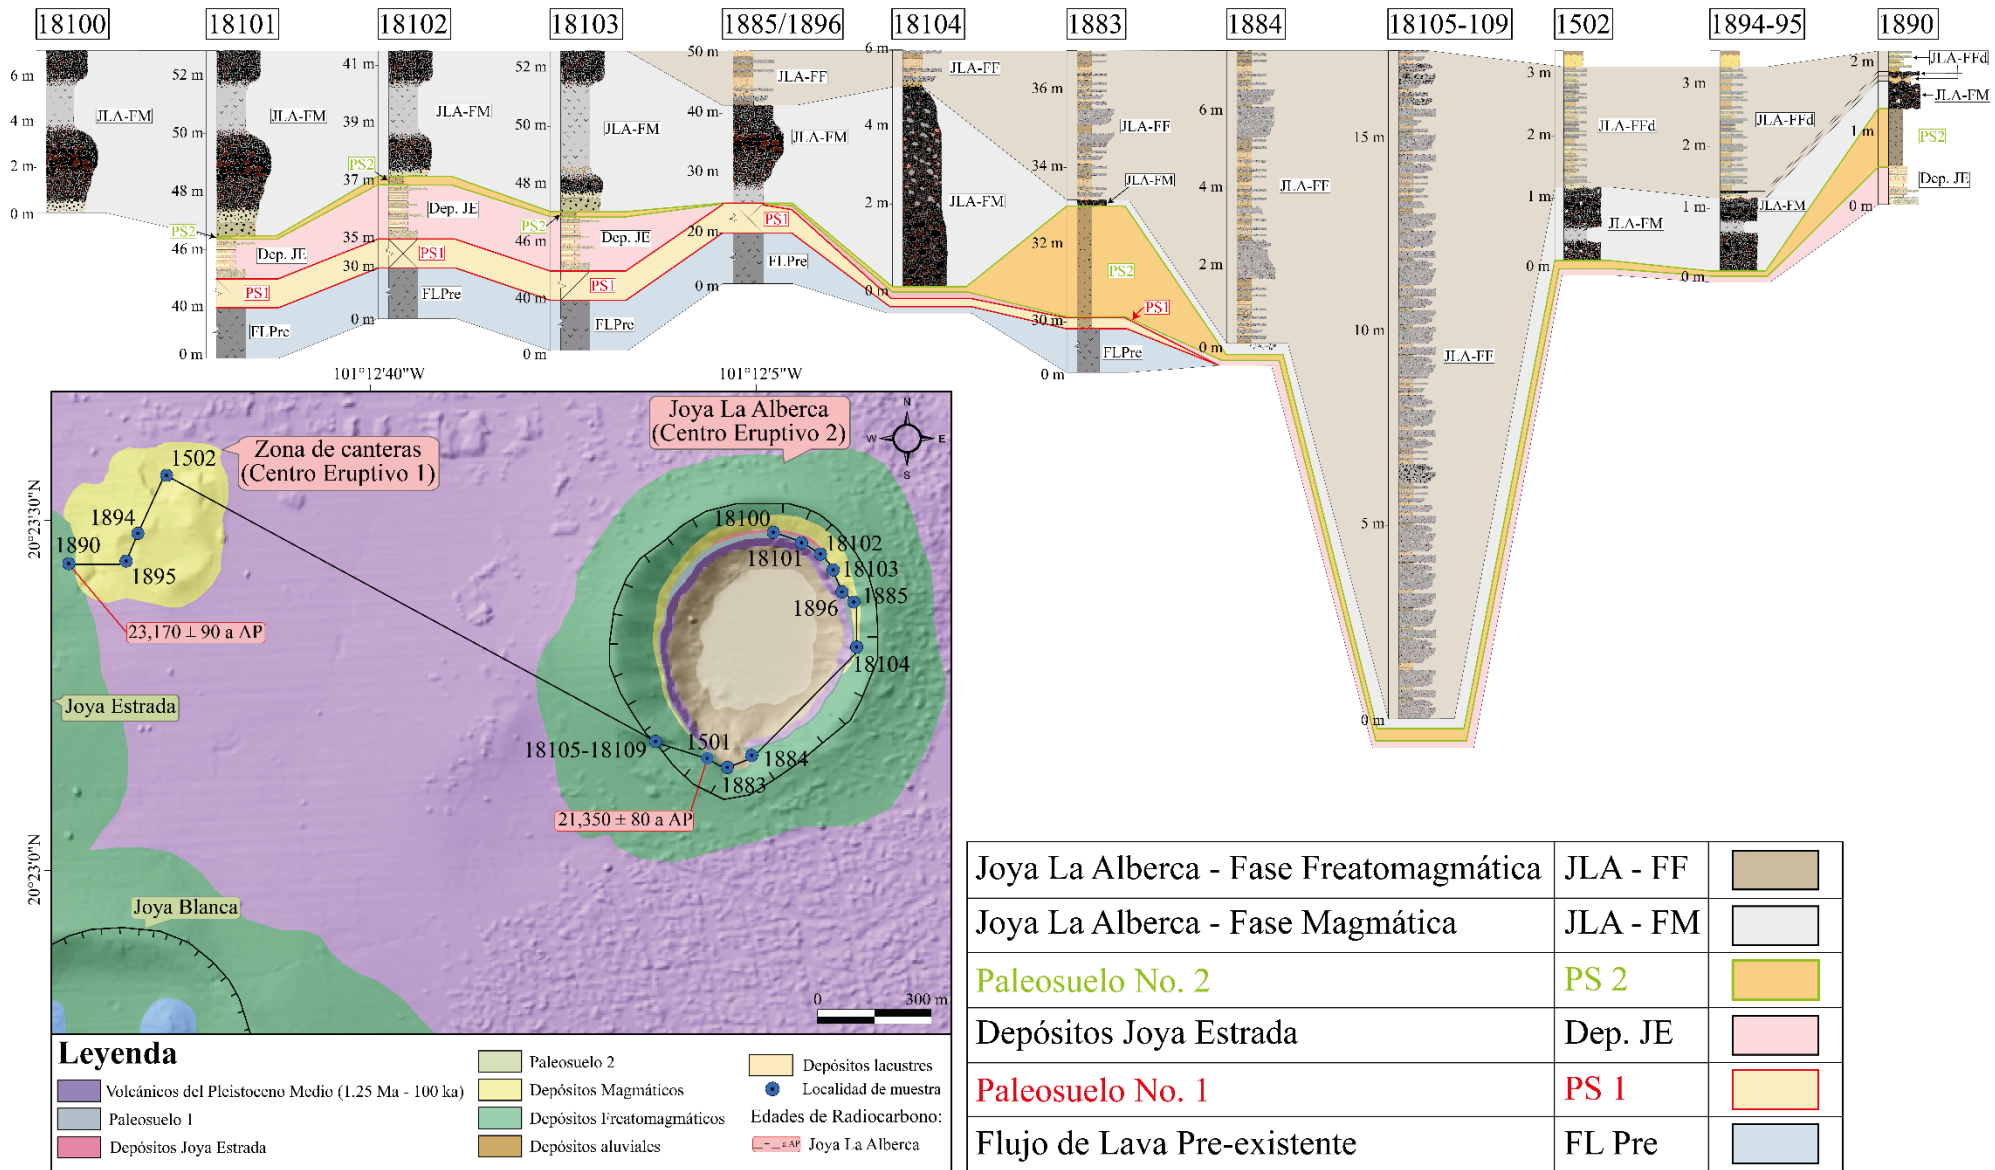 18100
18101
18102
18103
1885/1896
18104
1883
1884
18105-109
1502
1894-95
1890
6 m
4 m
2 m
0 m
JLA-FM
52 m
50 m
48 m
46 m
40 m
0 m
JLA-FM
PS2
Dep. JE
PS1
FLPre
41 m
39 m
37 m
35 m
30 m
0 m
JLA-FM
PS2
Dep. JE
PS1
FLPre
52 m
50 m
48 m
46 m
40 m
0 m
JLA-FM
PS2
Dep. JE
PS1
FLPre
50 m
40 m
30 m
20 m
0 m
JLA-FF
JLA-FM
PS1
FLPre
6 m
4 m
2 m
0 m
JLA-FF
JLA-FM
36 m
34 m
32 m
30 m
0 m
JLA-FF
JLA-FM
PS2
PS1
FLPre
6 m
4 m
2 m
0 m
JLA-FF
15 m
10 m
5 m
0 m
JLA-FF
3 m
2 m
1 m
0 m
JLA-FFd
JLA-FM
3 m
2 m
1 m
0 m
JLA-FFd
JLA-FM
2 m
1 m
0 m
JLA-FFd
JLA-FM
PS2
Dep. JE
101°12'40"W
101°12'5"W
20°23'30"N
20°23'0"N
Zona de canteras
(Centro Eruptivo 1)
Joya La Alberca
(Centro Eruptivo 2)
N
W
E
S
1502
1894
1890
1895
23,170 ± 90 a AP
18100
18101
18102
18103
1896
1885
18104
Joya Estrada
18105-18109
1501
1884
1883
21,350 ± 80 a AP
Joya Blanca
0
300 m
Leyenda
Volcánicos del Pleistoceno Medio (1.25 Ma - 100 ka)
Paleosuelo 1
Depósitos Joya Estrada
Paleosuelo 2
Depósitos Magmáticos
Depósitos Freatomagmáticos
Depósitos aluviales
Depósitos lacustres
Localidad de muestra
Edades de Radiocarbono:
Joya La Alberca
Joya La Alberca - Fase Freatomagmática JLA - FF
Joya La Alberca - Fase Magmática JLA - FM
Paleosuelo No. 2 PS 2
Depósitos Joya Estrada Dep. JE
Paleosuelo No. 1 PS 1
Flujo de Lava Pre-existente FL Pre